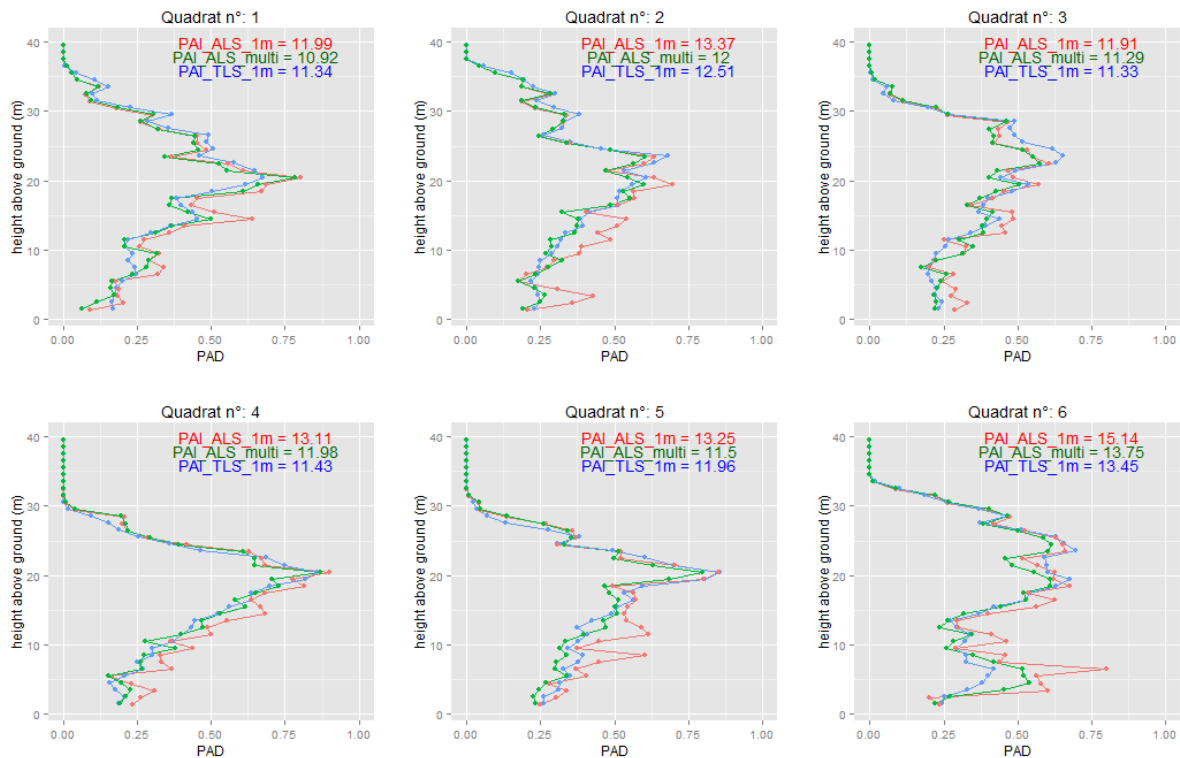 Quadrat n°: 1
PAI_ALS_1m = 11.99
PAI_ALS_multi = 10.92
PAI_TLS_1m = 11.34
height above ground (m)
40
30
20
10
0
0.00 0.25 0.50 0.75 1.00
PAD
Quadrat n°: 2
PAI_ALS_1m = 13.37
PAI_ALS_multi = 12
PAI_TLS_1m = 12.51
height above ground (m)
40
30
20
10
0
0.00 0.25 0.50 0.75 1.00
PAD
Quadrat n°: 3
PAI_ALS_1m = 11.91
PAI_ALS_multi = 11.29
PAI_TLS_1m = 11.33
height above ground (m)
40
30
20
10
0
0.00 0.25 0.50 0.75 1.00
PAD
Quadrat n°: 4
PAI_ALS_1m = 13.11
PAI_ALS_multi = 11.98
PAI_TLS_1m = 11.43
height above ground (m)
40
30
20
10
0
0.00 0.25 0.50 0.75 1.00
PAD
Quadrat n°: 5
PAI_ALS_1m = 13.25
PAI_ALS_multi = 11.5
PAI_TLS_1m = 11.96
height above ground (m)
40
30
20
10
0
0.00 0.25 0.50 0.75 1.00
PAD
Quadrat n°: 6
PAI_ALS_1m = 15.14
PAI_ALS_multi = 13.75
PAI_TLS_1m = 13.45
height above ground (m)
40
30
20
10
0
0.00 0.25 0.50 0.75 1.00
PAD